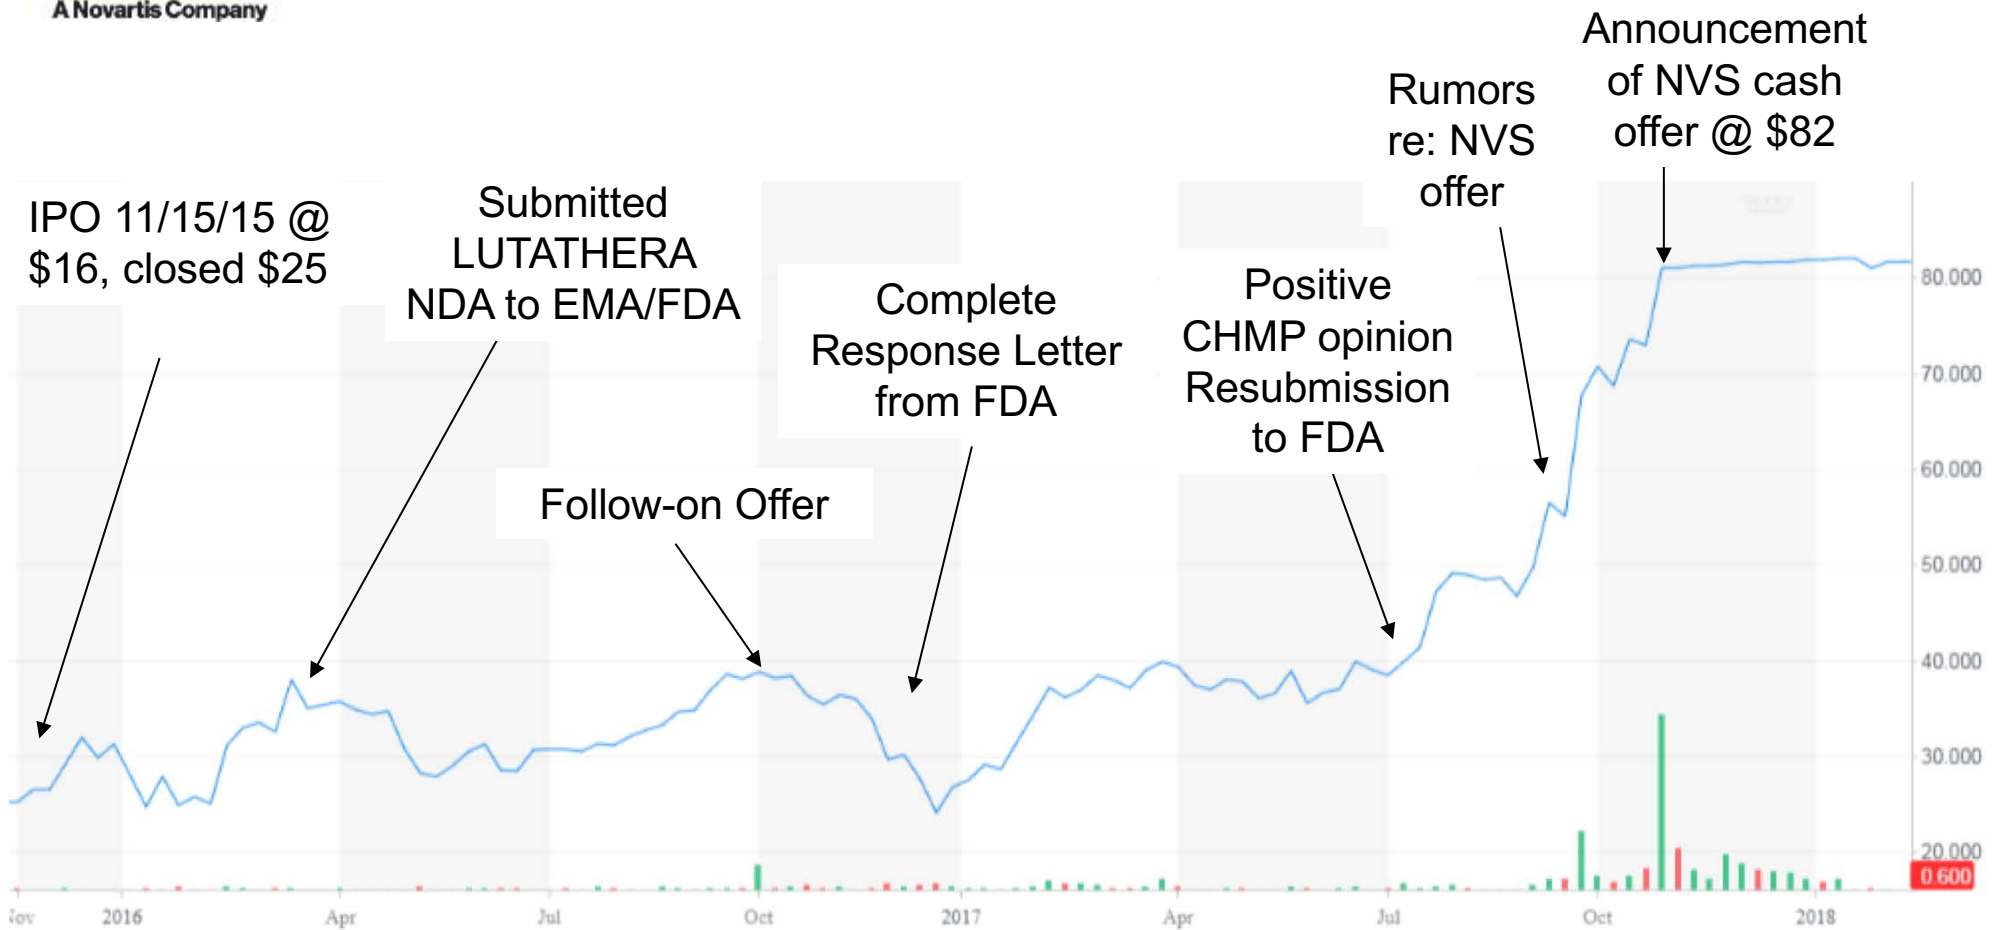 A Novartis Company
IPO 11/15/15 @
$16, closed $25
Submitted
LUTATHERA
NDA to EMA/FDA
Follow-on Offer
Complete
Response Letter
from FDA
Positive
CHMP opinion
Resubmission
to FDA
Rumors
re: NVS
offer
Announcement
of NVS cash
offer @ $82
80.000
70.000
60.000
50.000
40.000
30.000
20.000
0.600
Nov 2016 Apr Jul Oct 2017 Apr Jul Oct 2018